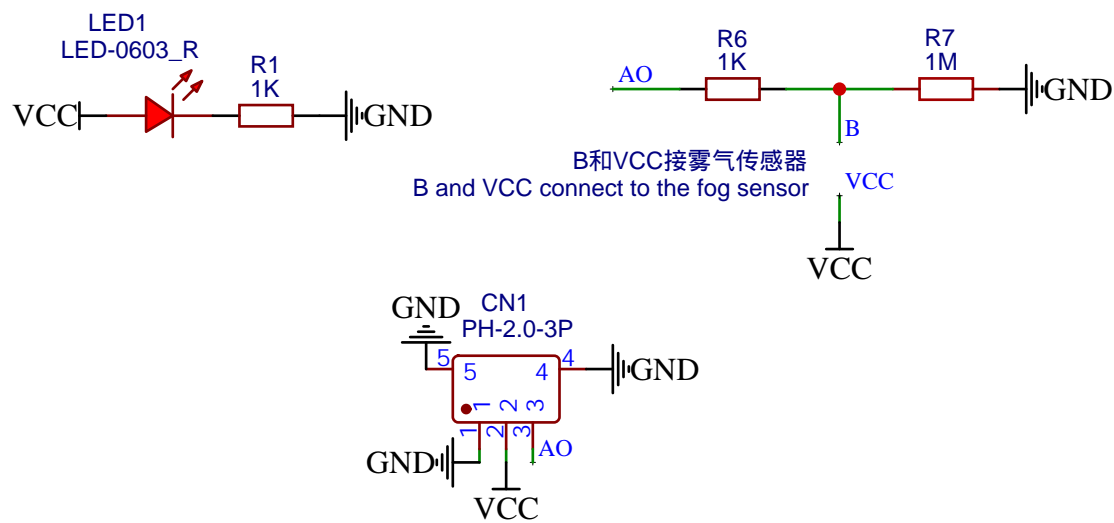 LED1
LED-0603_R
R1
1K
VCC
GND
R6
1K
R7
1M
AO
GND
B
B和VCC接雾气传感器
B and VCC connect to the fog sensor
VCC
VCC
GND
CN1
PH-2.0-3P
5
5
4
4
GND
1
2
3
1
2
3
AO
GND
VCC